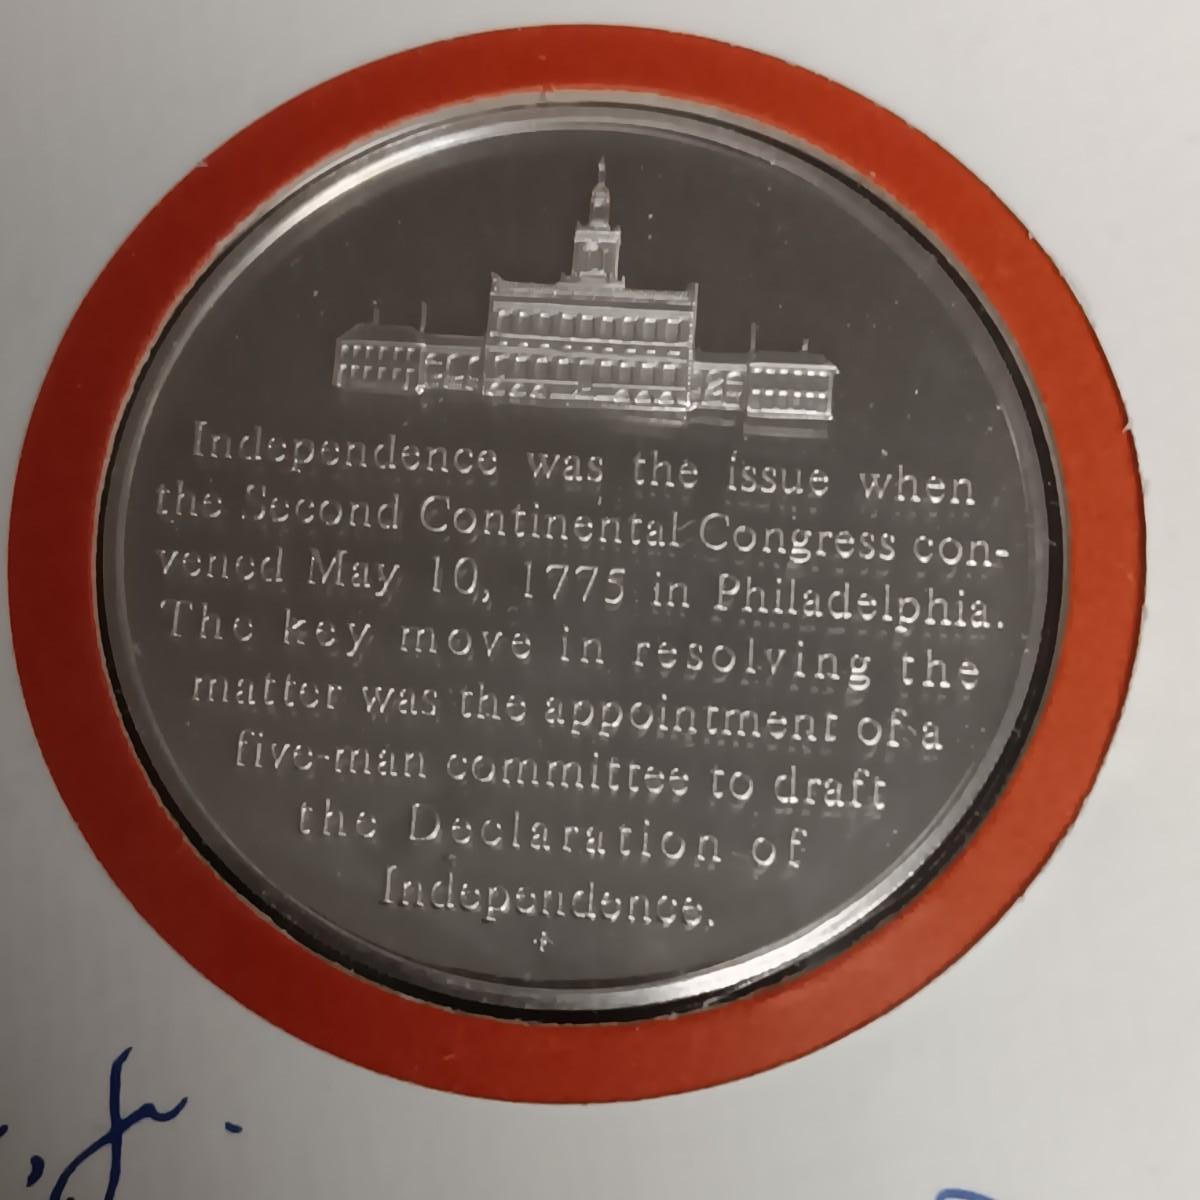 Independence was the issue when
the Second Continental Congress con-
vened May 10, 1775 in Philadelphia.
The key move in resolving the
matter was the appointment of a
five-man committee to draft
the Declaration of
Independence.
, Jr.